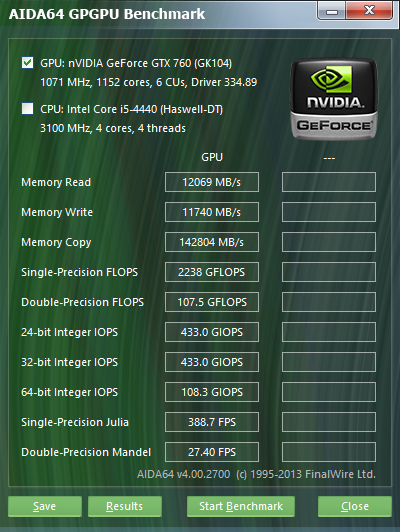 AIDA64 GPGPU Benchmark
GPU: nVIDIA GeForce GTX 760 (GK104)
1071 MHz, 1152 cores, 6 CUs, Driver 334.89
CPU: Intel Core i5-4440 (Haswell-DT)
3100 MHz, 4 cores, 4 threads
NVIDIA.
GEFORCE
GPU ---
Memory Read 12069 MB/s
Memory Write 11740 MB/s
Memory Copy 142804 MB/s
Single-Precision FLOPS 2238 GFLOPS
Double-Precision FLOPS 107.5 GFLOPS
24-bit Integer IOPS 433.0 GIOPS
32-bit Integer IOPS 433.0 GIOPS
64-bit Integer IOPS 108.3 GIOPS
Single-Precision Julia 388.7 FPS
Double-Precision Mandel 27.40 FPS
AIDA64 v4.00.2700 (c) 1995-2013 FinalWire Ltd.
Save Results Start Benchmark Close